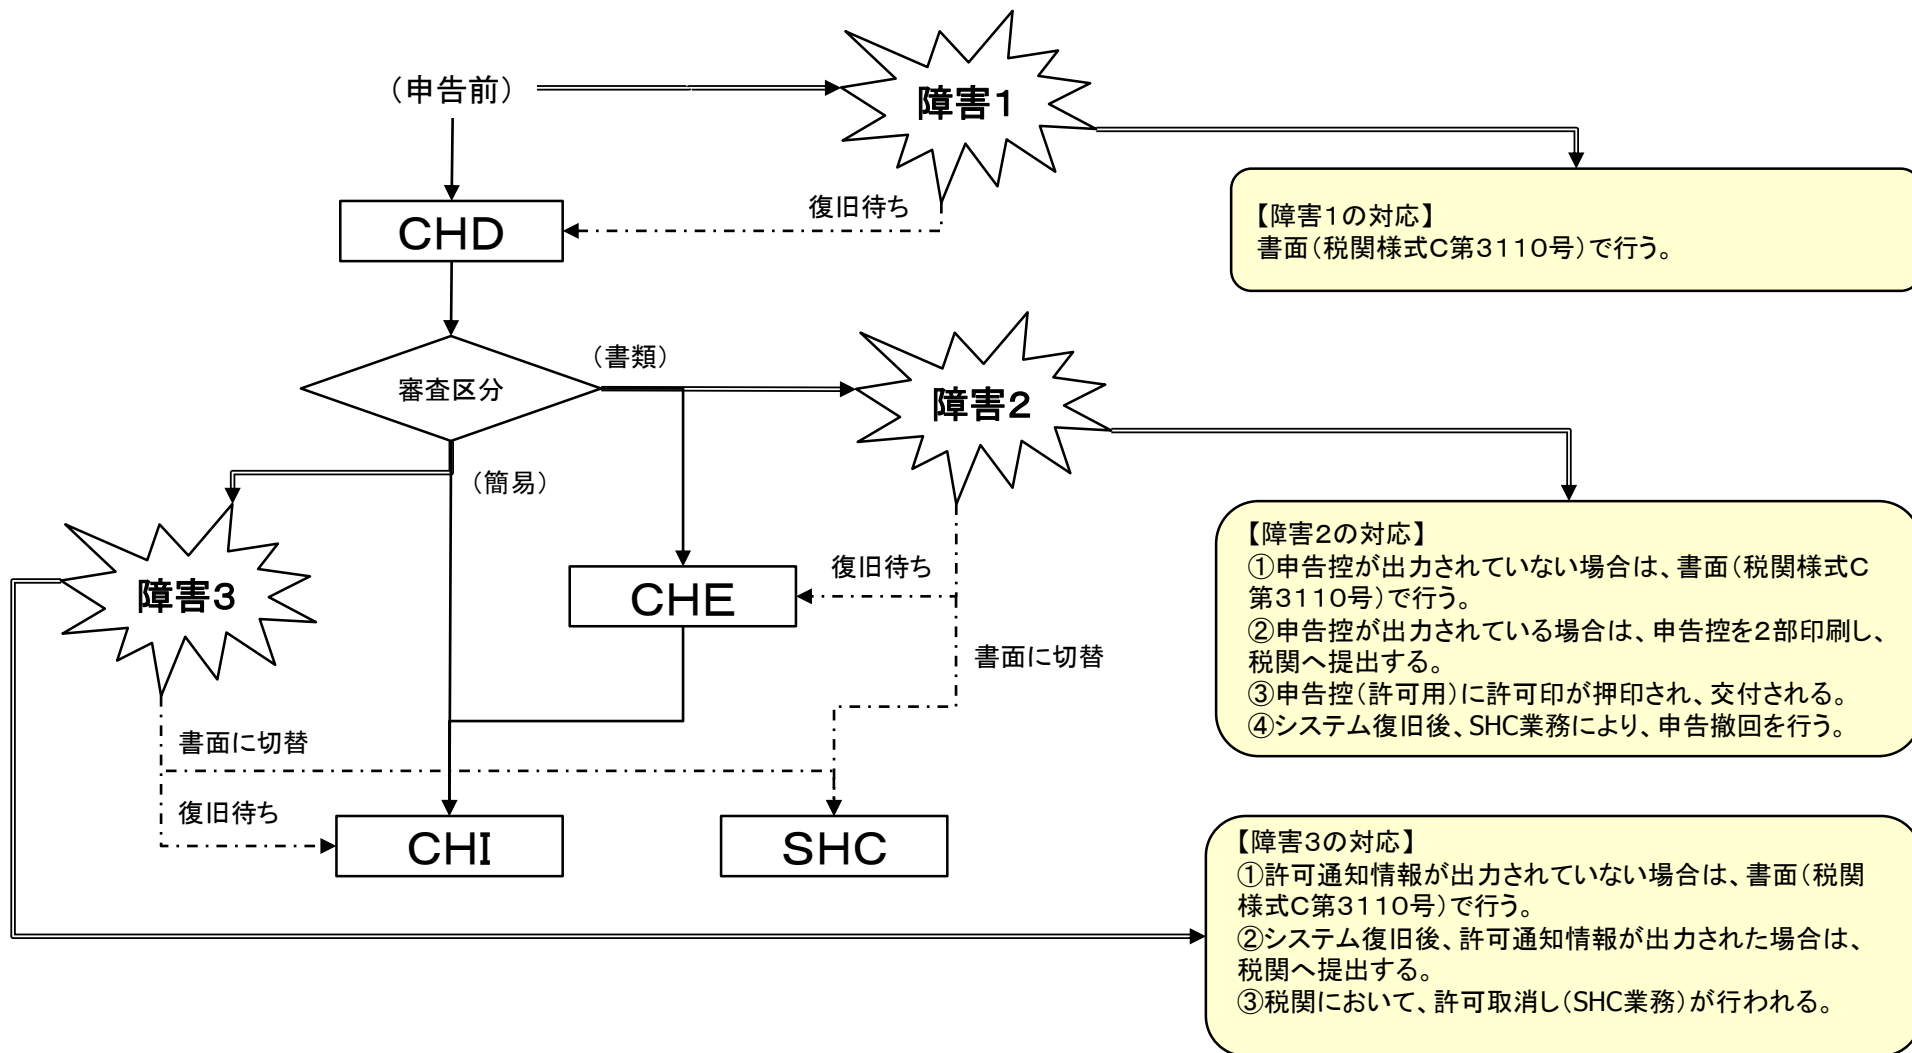 （申告前）
障害１
復旧待ち
CHD
【障害１の対応】
書面（税関様式C第３１１０号）で行う。
審査区分
（書類）
障害２
（簡易）
障害３
復旧待ち
CHE
書面に切替
【障害２の対応】
①申告控が出力されていない場合は、書面（税関様式C
第３１１０号）で行う。
②申告控が出力されている場合は、申告控を２部印刷し、
税関へ提出する。
③申告控（許可用）に許可印が押印され、交付される。
④システム復旧後、SHC業務により、申告撤回を行う。
書面に切替
復旧待ち
CHI
SHC
【障害３の対応】
①許可通知情報が出力されていない場合は、書面（税関
様式C第３１１０号）で行う。
②システム復旧後、許可通知情報が出力された場合は、
税関へ提出する。
③税関において、許可取消し（SHC業務）が行われる。